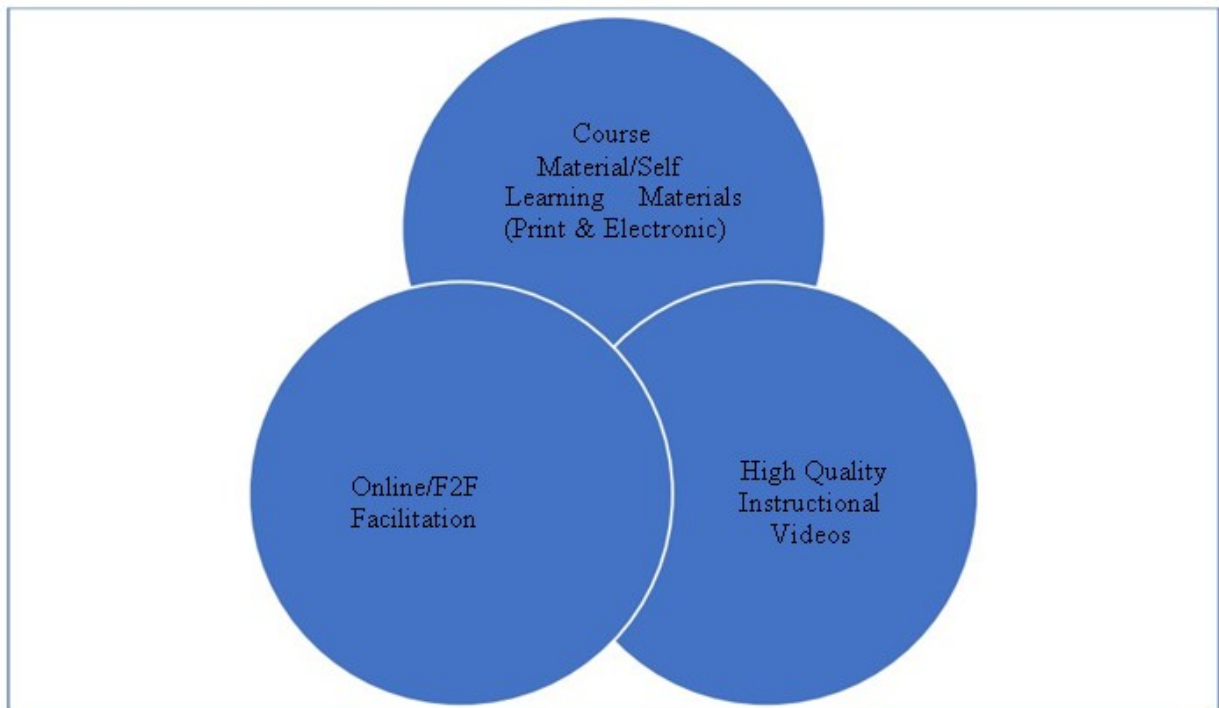 Course
Material/Self
Learning Materials
(Print & Electronic)
Online/F2F
Facilitation
High Quality
Instructional
Videos